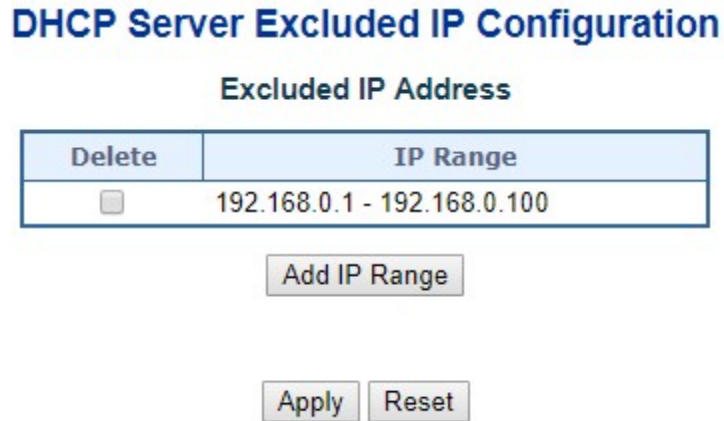 DHCP Server Excluded IP Configuration
Excluded IP Address
Delete IP Range
192.168.0.1 - 192.168.0.100
Add IP Range
Apply Reset